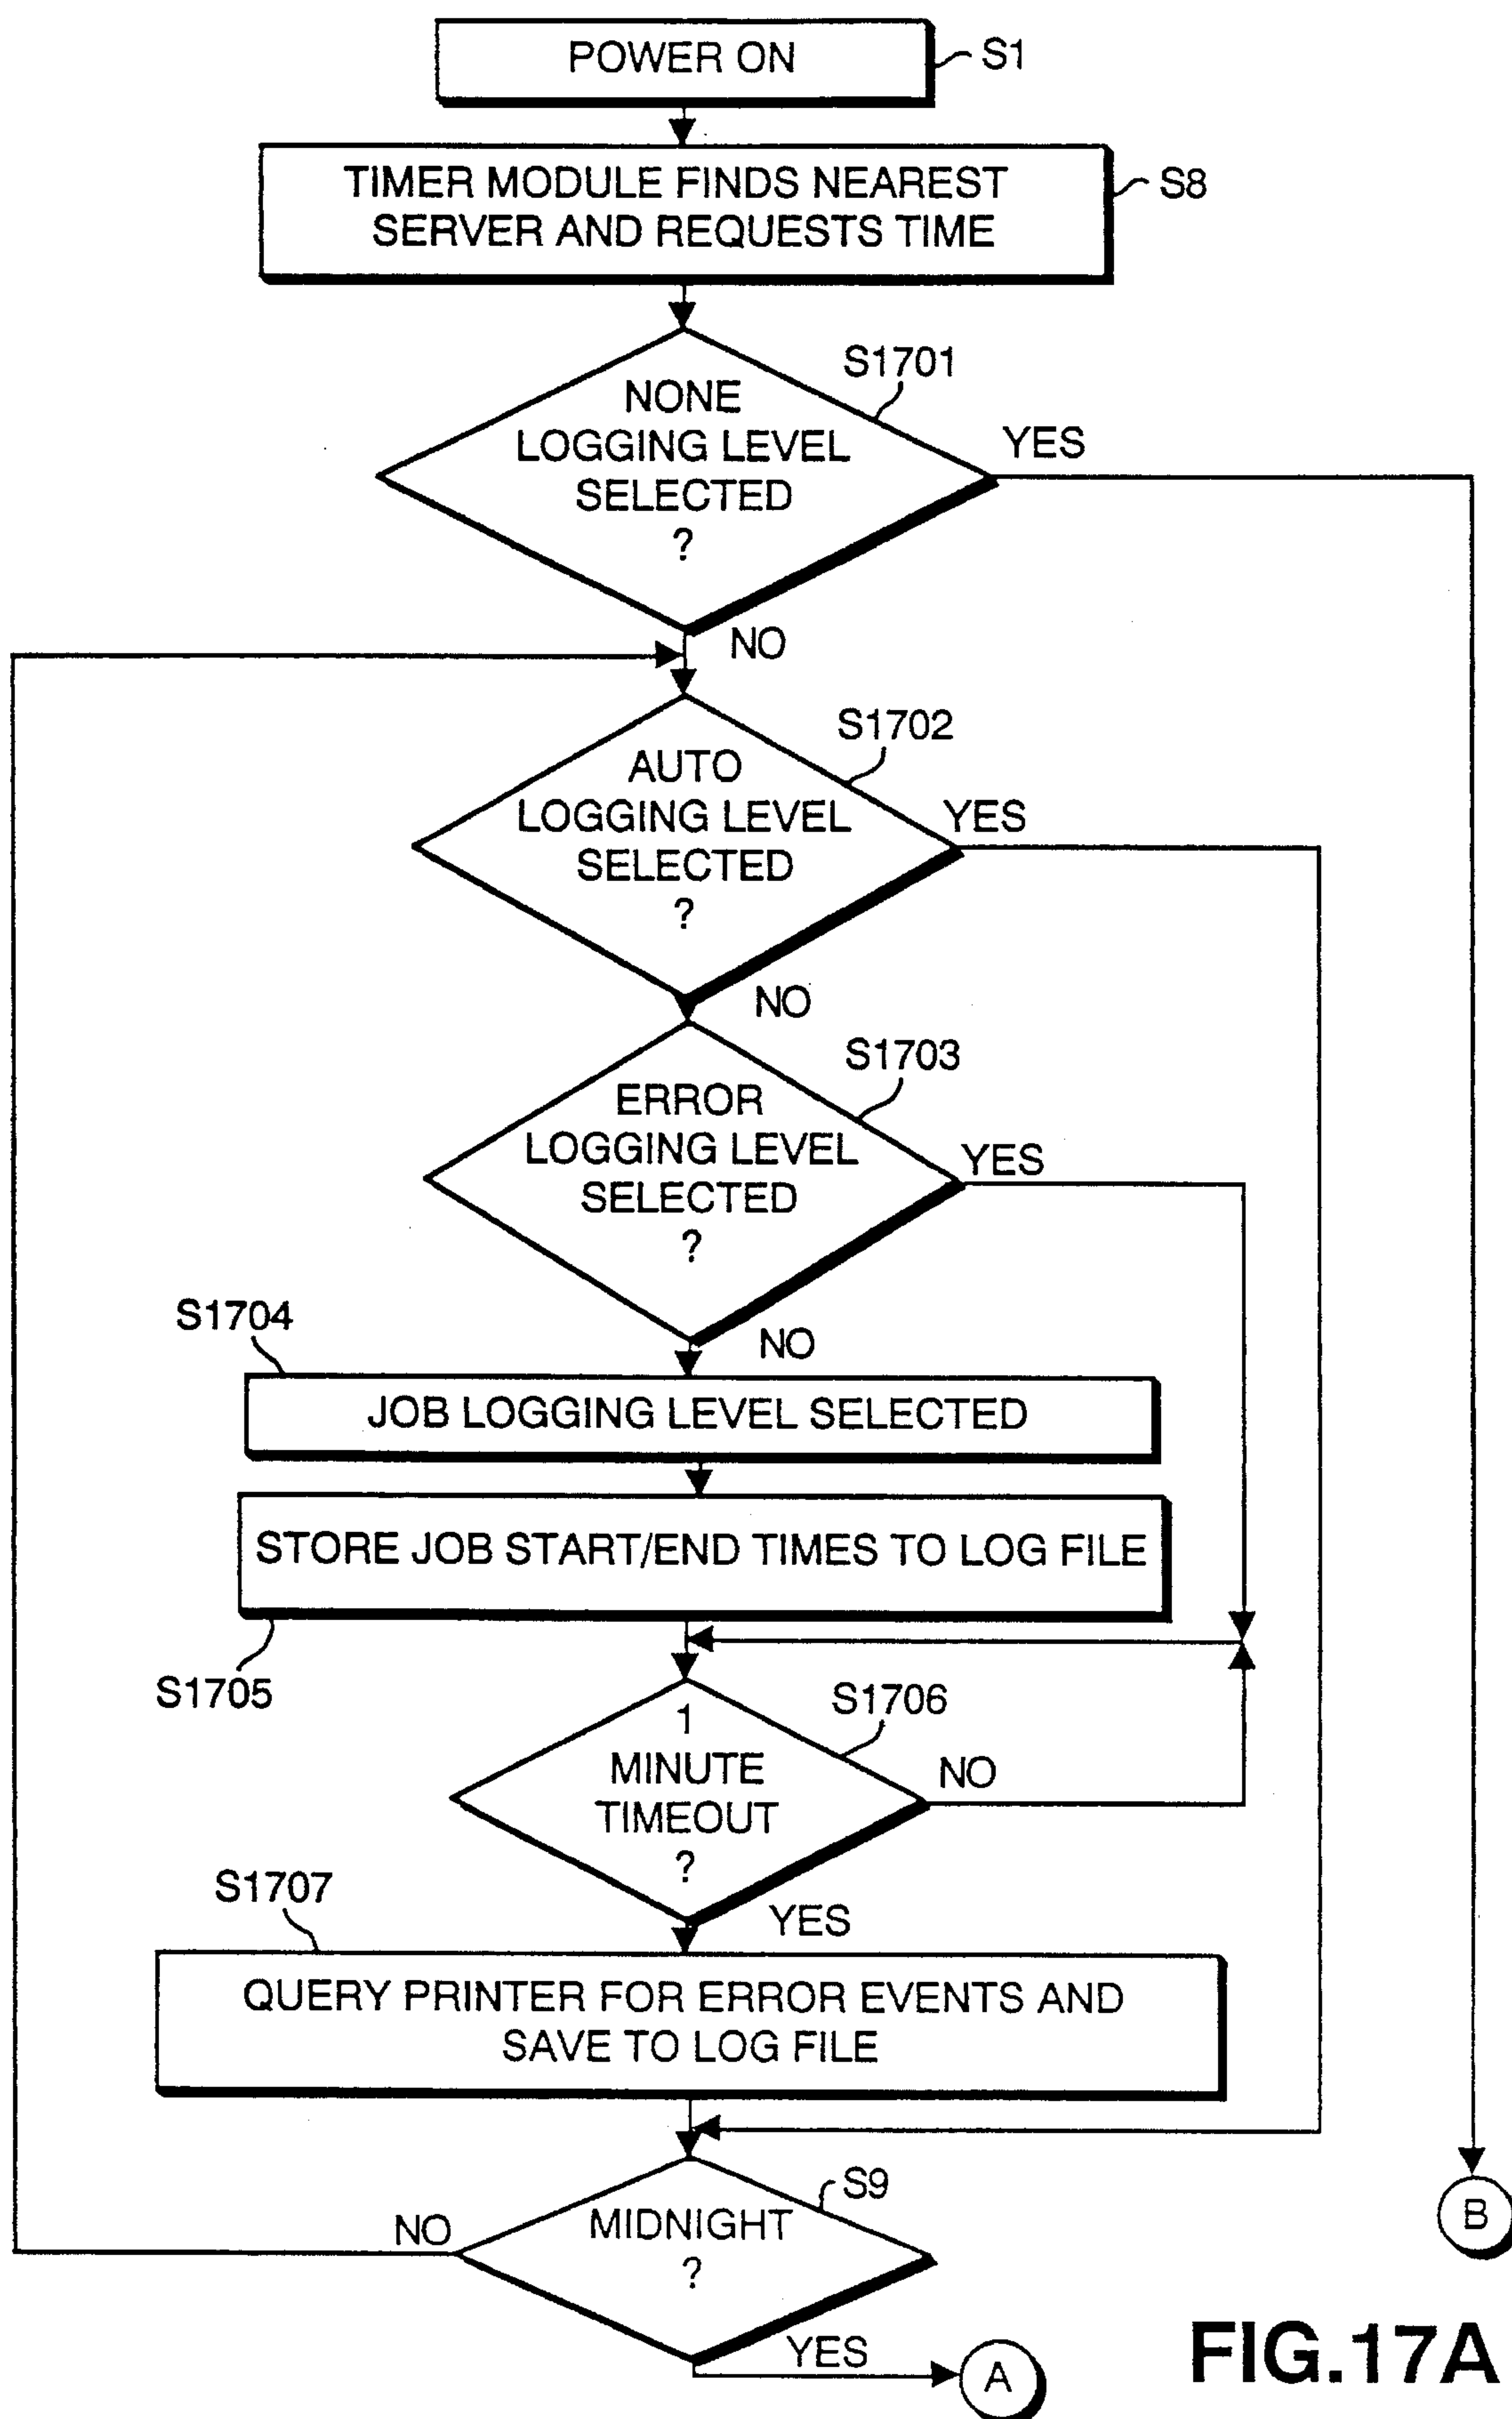 POWER ON
S1
TIMER MODULE FINDS NEAREST
SERVER AND REQUESTS TIME
S8
S1701
NONE
LOGGING LEVEL
SELECTED
?
YES
NO
S1702
AUTO
LOGGING LEVEL
SELECTED
?
YES
NO
S1703
ERROR
LOGGING LEVEL
SELECTED
?
YES
NO
S1704
JOB LOGGING LEVEL SELECTED
STORE JOB START/END TIMES TO LOG FILE
S1705
S1706
1
MINUTE
TIMEOUT
?
NO
YES
S1707
QUERY PRINTER FOR ERROR EVENTS AND
SAVE TO LOG FILE
S9
MIDNIGHT
?
NO
YES
A
B
FIG.17A